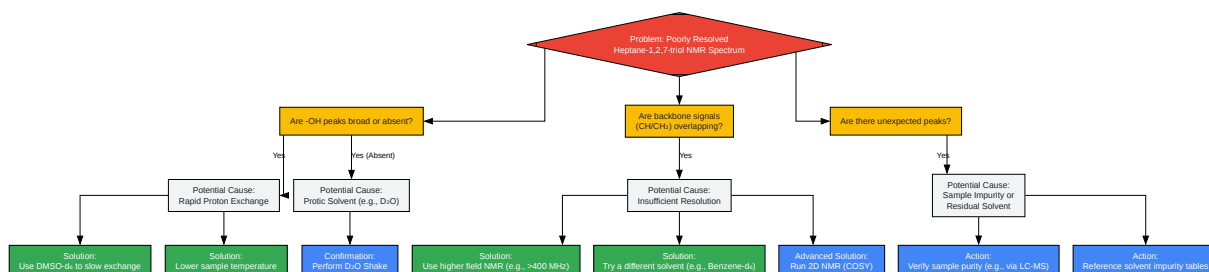 Problem: Poorly Resolved
Heptane-1,2,7-triol NMR Spectrum
Are -OH peaks broad or absent?
Are backbone signals
(CH/CH₂) overlapping?
Are there unexpected peaks?
Yes
Yes (Absent)
Yes
Yes
Potential Cause:
Rapid Proton Exchange
Potential Cause:
Protic Solvent (e.g., D₂O)
Potential Cause:
Insufficient Resolution
Potential Cause:
Sample Impurity or
Residual Solvent
Solution:
Use DMSO-d₆ to slow exchange
Solution:
Lower sample temperature
Confirmation:
Perform D₂O Shake
Solution:
Use higher field NMR (e.g., >400 MHz)
Solution:
Try a different solvent (e.g., Benzene-d₆)
Advanced Solution:
Run 2D NMR (COSY)
Action:
Verify sample purity (e.g., via LC-MS)
Action:
Reference solvent impurity tables